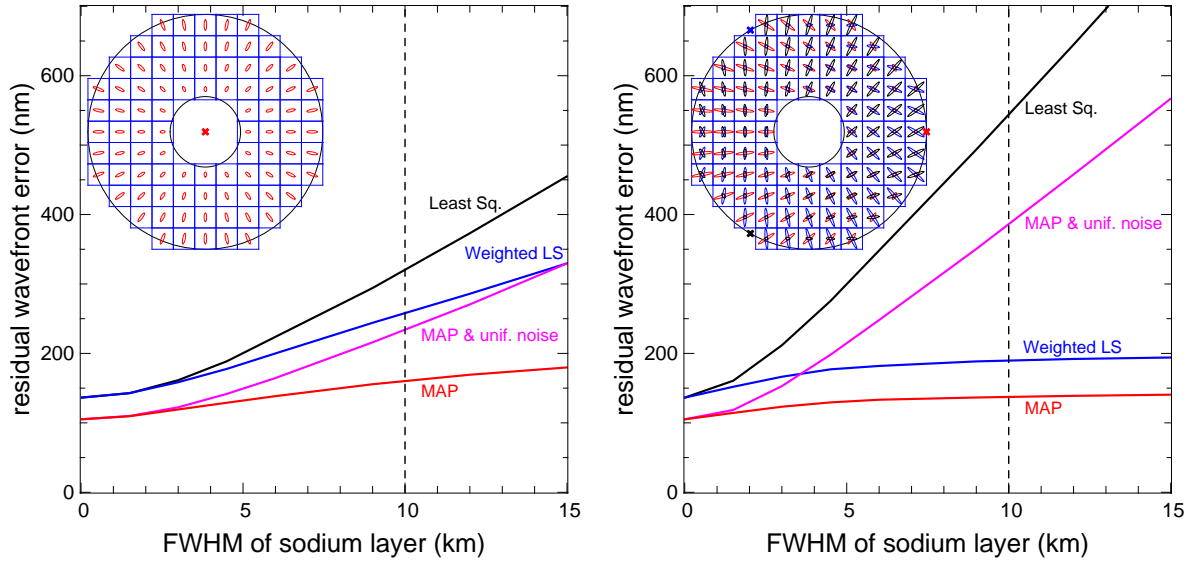 residual wavefront error (nm)
600
400
200
0
Least Sq.
Weighted LS
MAP & unif. noise
MAP
0
5
10
15
FWHM of sodium layer (km)
residual wavefront error (nm)
600
400
200
0
Least Sq.
MAP & unif. noise
Weighted LS
MAP
0
5
10
15
FWHM of sodium layer (km)